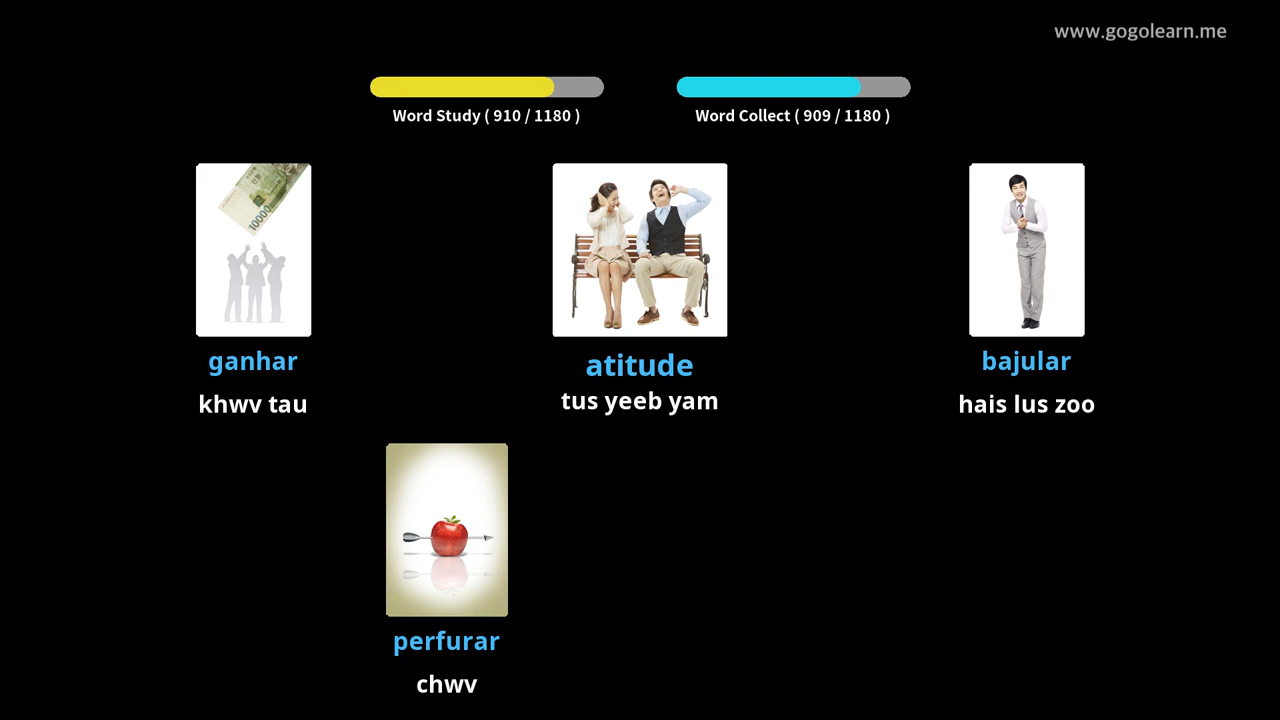 www.gogolearn.me
Word Study ( 910 / 1180 )
Word Collect ( 909 / 1180 )
10000
ganhar
khwv tau
atitude
tus yeeb yam
bajular
hais lus zoo
perfurar
chwv